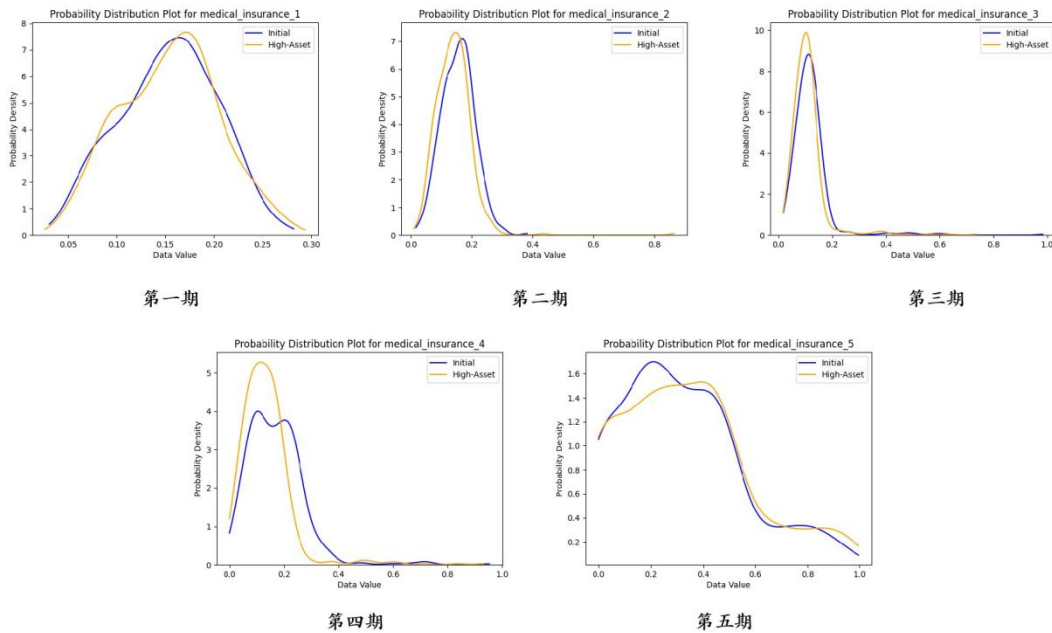 Probability Distribution Plot for medical_insurance_1
8
7
6
5
4
3
2
1
0
Probability Density
Initial
High-Asset
0.05
0.10
0.15
0.20
0.25
0.30
Data Value
第一期
Probability Distribution Plot for medical_insurance_2
7
6
5
4
3
2
1
0
Probability Density
Initial
High-Asset
0.0
0.2
0.4
0.6
0.8
Data Value
第二期
Probability Distribution Plot for medical_insurance_3
10
8
6
4
2
0
Probability Density
Initial
High-Asset
0.0
0.2
0.4
0.6
0.8
1.0
Data Value
第三期
Probability Distribution Plot for medical_insurance_4
5
4
3
2
1
0
Probability Density
Initial
High-Asset
0.0
0.2
0.4
0.6
0.8
1.0
Data Value
第四期
Probability Distribution Plot for medical_insurance_5
1.6
1.4
1.2
1.0
0.8
0.6
0.4
0.2
Probability Density
Initial
High-Asset
0.0
0.2
0.4
0.6
0.8
1.0
Data Value
第五期